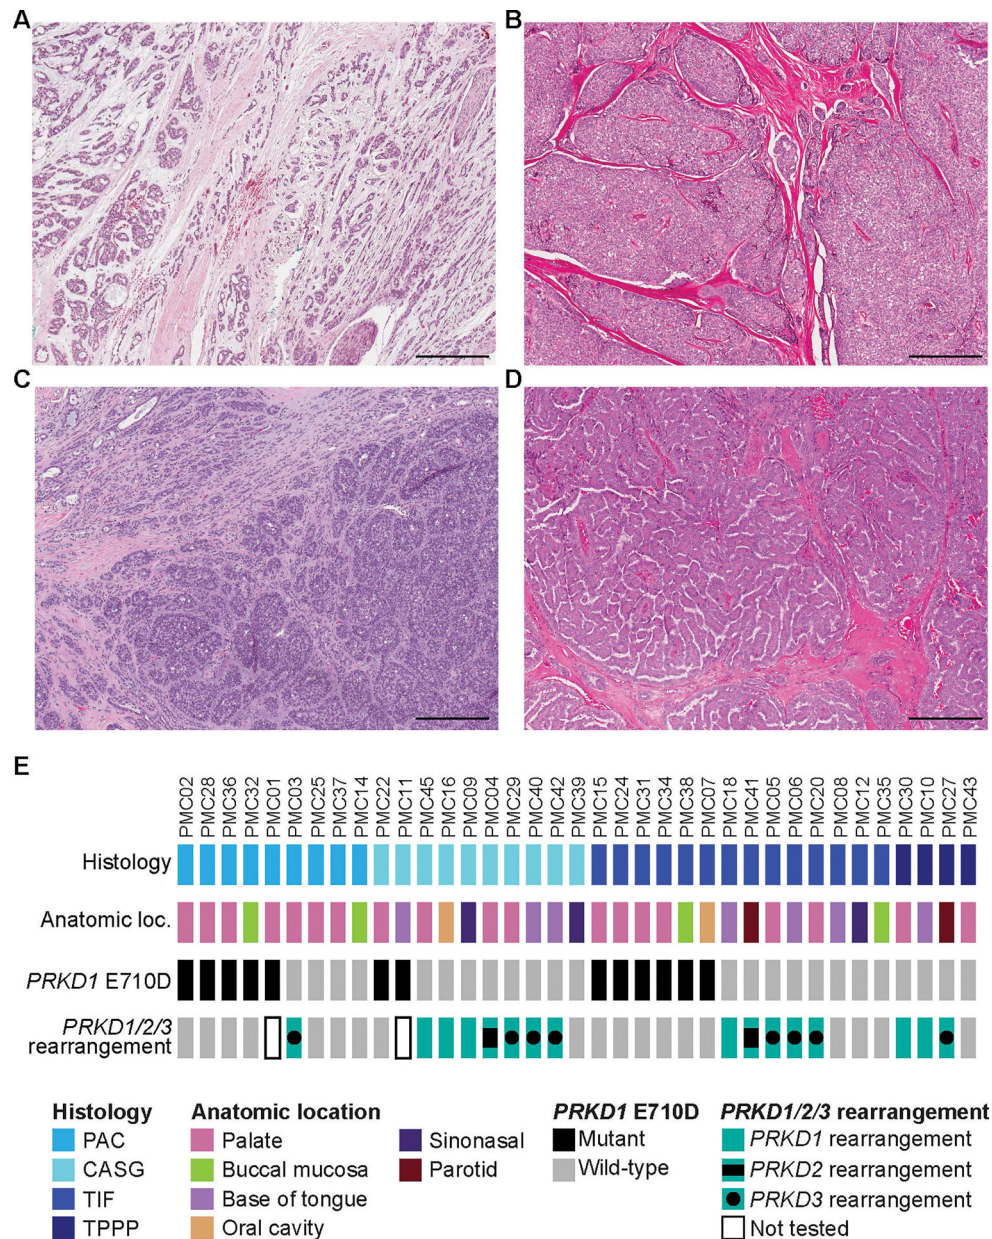 A
B
C
D
E
PMC02 PMC28 PMC36 PMC32 PMC01 PMC03 PMC25 PMC37 PMC14 PMC22 PMC11 PMC45 PMC16 PMC09 PMC04 PMC29 PMC40 PMC42 PMC39 PMC15 PMC24 PMC31 PMC34 PMC38 PMC07 PMC18 PMC41 PMC05 PMC06 PMC20 PMC08 PMC12 PMC35 PMC30 PMC10 PMC27 PMC43
Histology
Anatomic loc.
PRKD1 E710D
PRKD1/2/3
rearrangement
Histology
PAC
CASG
TIF
TPPP
Anatomic location
Palate
Buccal mucosa
Base of tongue
Oral cavity
Sinonasal
Parotid
PRKD1 E710D
Mutant
Wild-type
PRKD1/2/3 rearrangement
PRKD1 rearrangement
PRKD2 rearrangement
PRKD3 rearrangement
Not tested